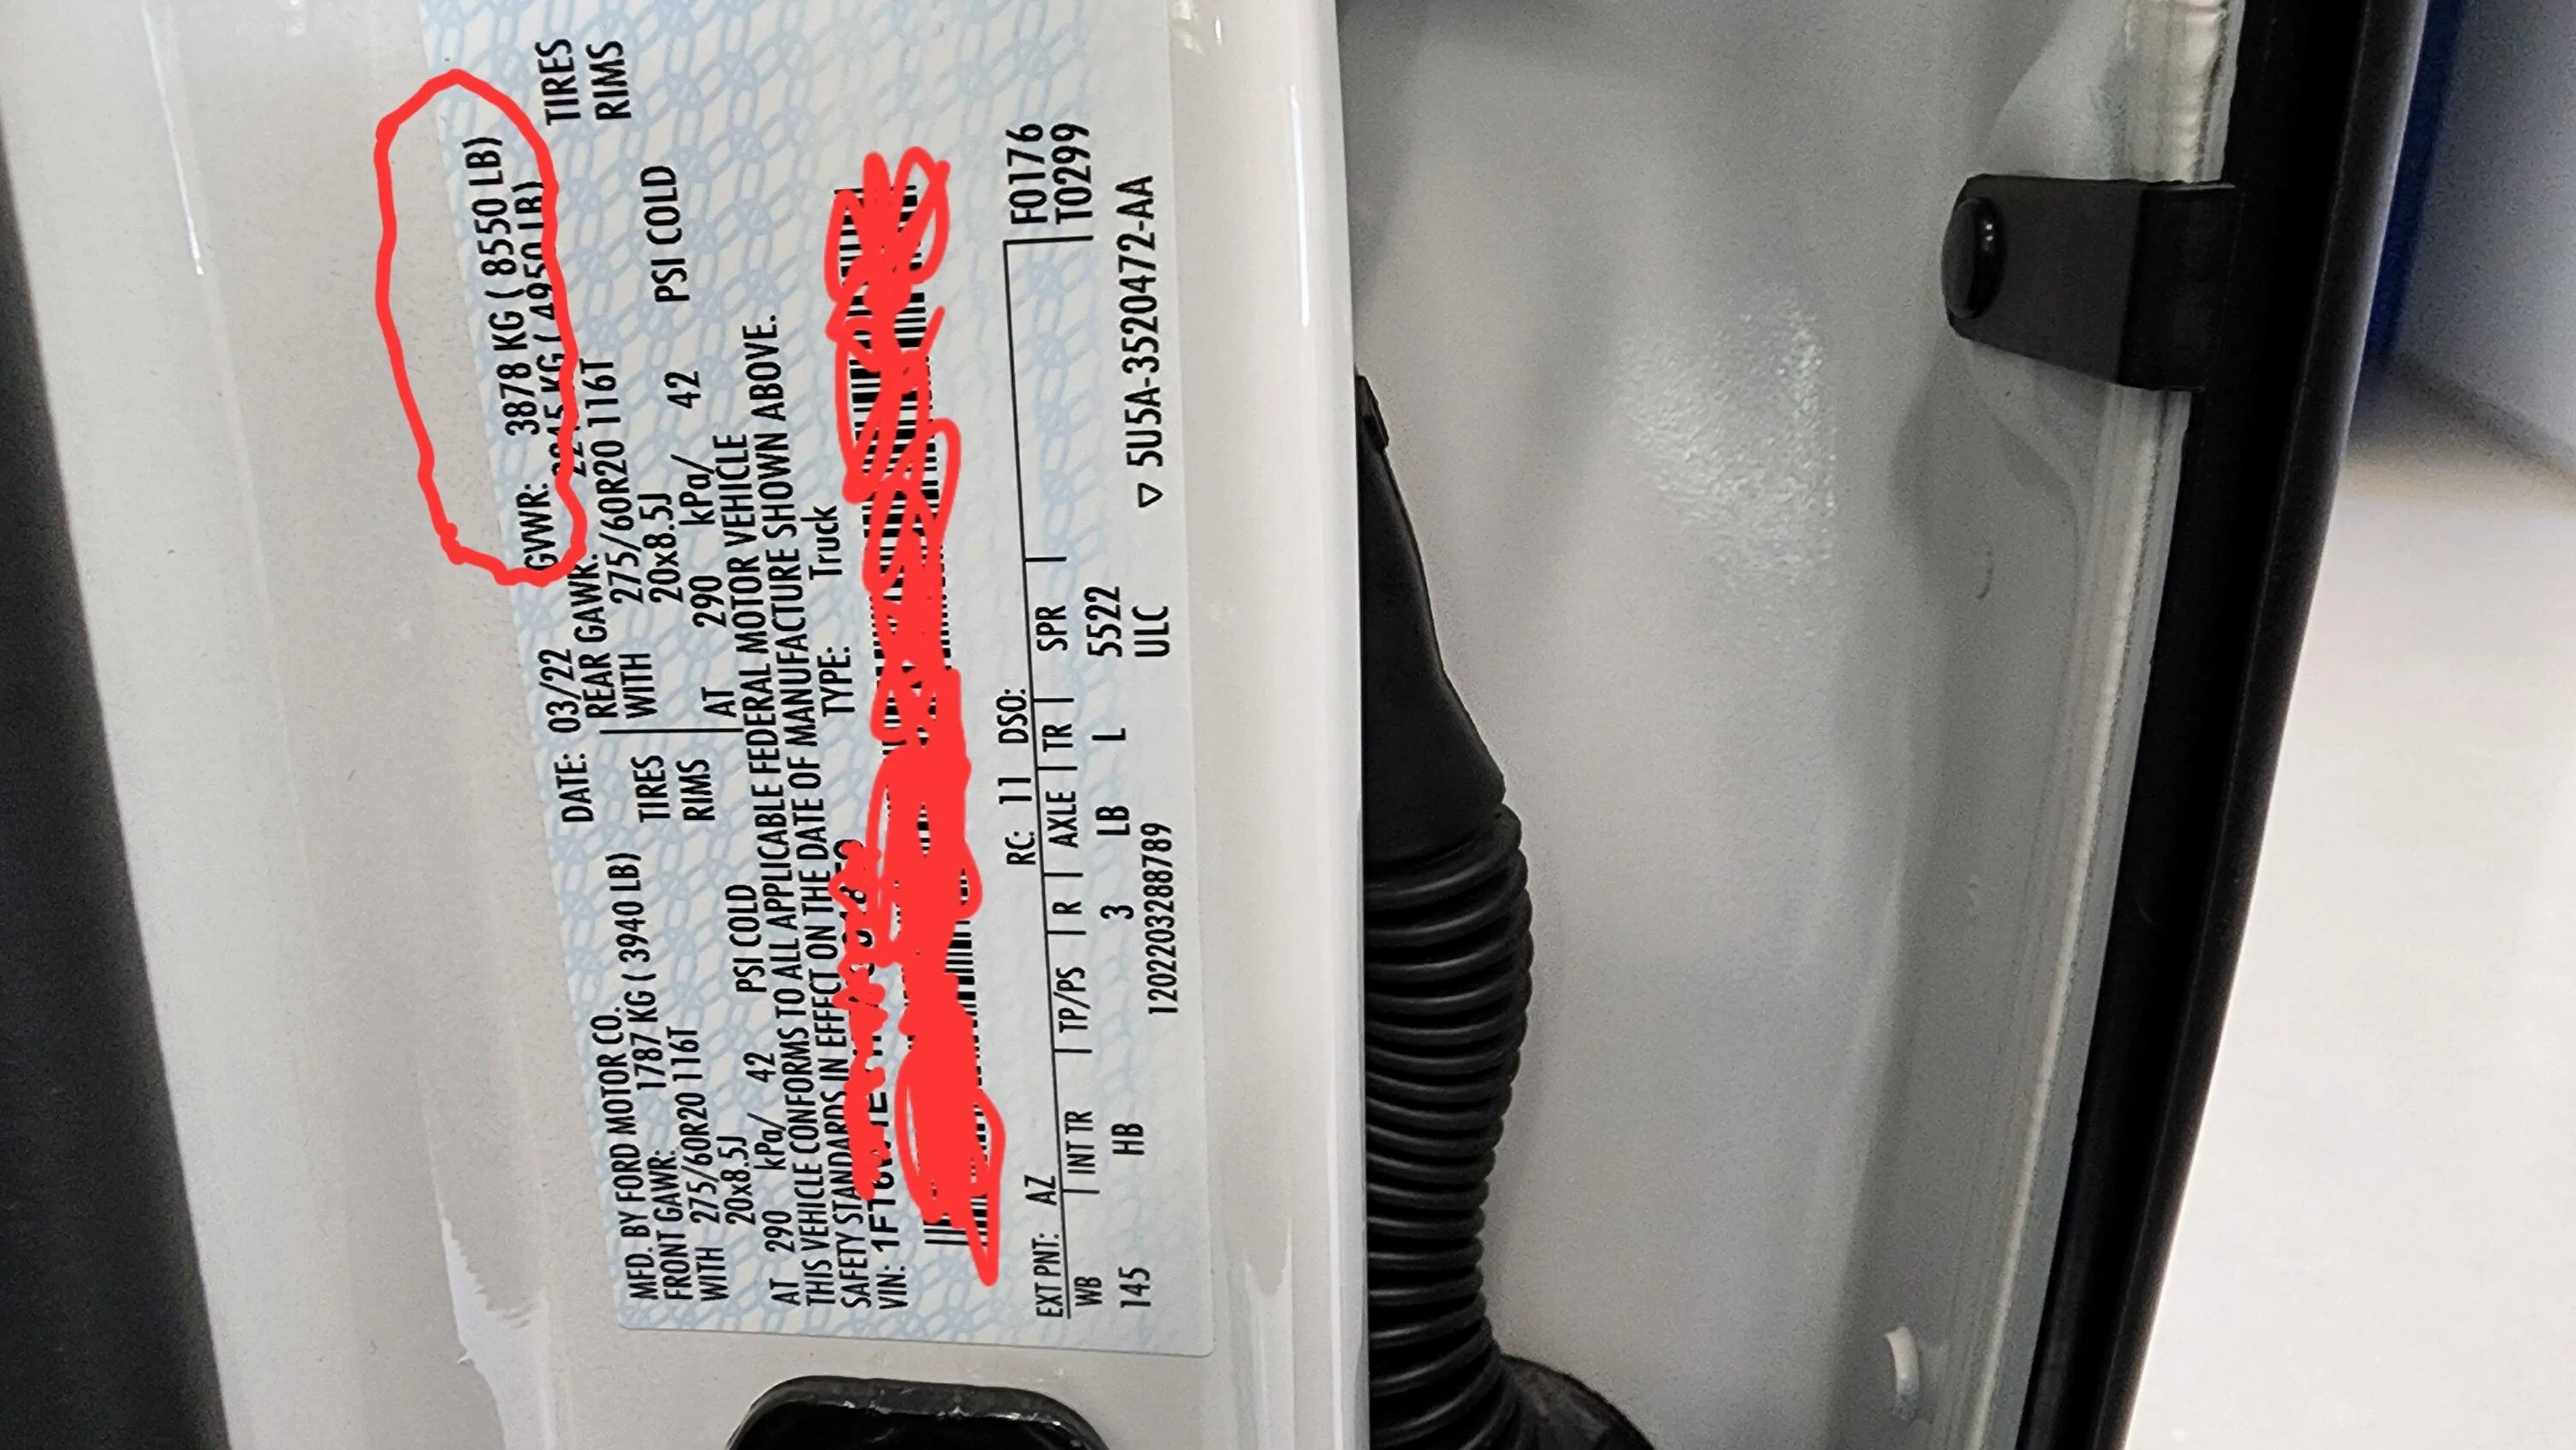 MFD. BY FORD MOTOR CO. DATE: 03/22 GVWR: 3878 KG ( 8550 LB)
FRONT GAWR: 1787 KG ( 3940 LB) REAR GAWR: 2245 KG ( 4950 LB)
WITH 275/60R20 116T TIRES WITH 275/60R20 116T TIRES
20x8.5J RIMS 20x8.5J RIMS
AT 290 kPa/ 42 PSI COLD AT 290 kPa/ 42 PSI COLD
THIS VEHICLE CONFORMS TO ALL APPLICABLE FEDERAL MOTOR VEHICLE
SAFETY STANDARDS IN EFFECT ON THE DATE OF MANUFACTURE SHOWN ABOVE.
VIN: TYPE: Truck
EXT PNT: AZ RC: 11 DSO:
WB INT TR TP/PS R AXLE TR SPR F0176
145 HB 3 LB L 5522 T0299
1202203288789 ULC ▽ 5U5A-3520472-AA